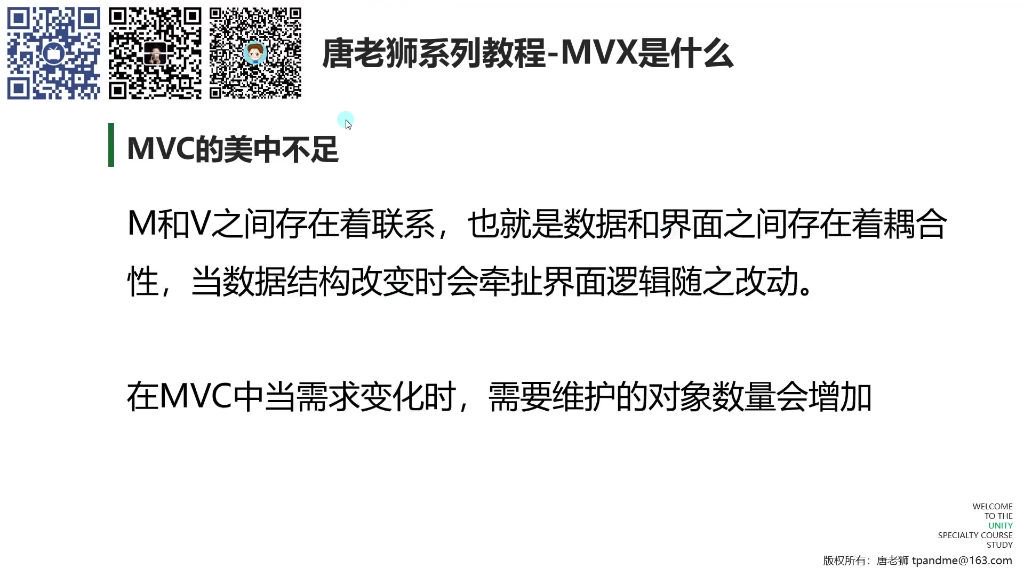 唐老狮系列教程-MVX是什么
MVC的美中不足
M和V之间存在着联系，也就是数据和界面之间存在着耦合
性，当数据结构改变时会牵扯界面逻辑随之改动。
在MVC中当需求变化时，需要维护的对象数量会增加
WELCOME
TO THE
UNITY
SPECIALTY COURSE
STUDY
版权所有：唐老狮 tpandme@163.com